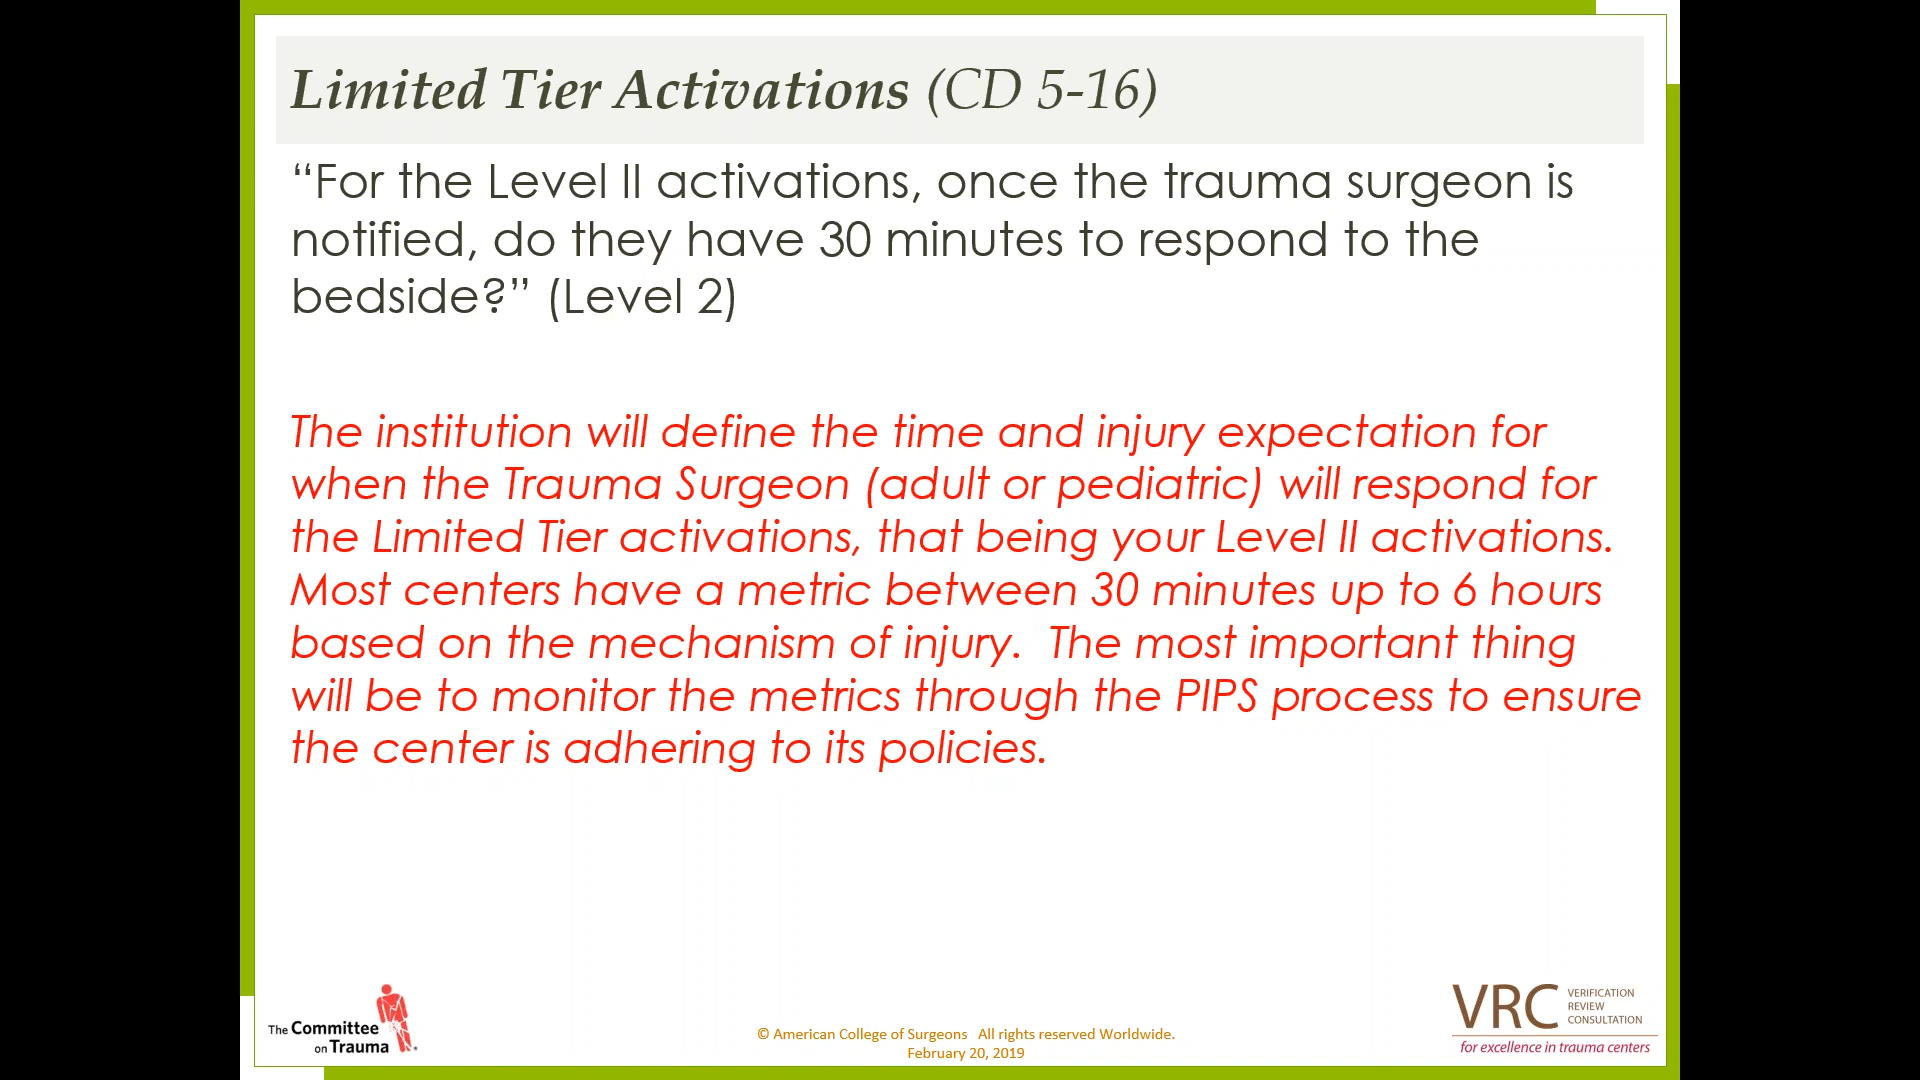 Limited Tier Activations (CD 5-16)
“For the Level II activations, once the trauma surgeon is
notified, do they have 30 minutes to respond to the
bedside?” (Level 2)
The institution will define the time and injury expectation for
when the Trauma Surgeon (adult or pediatric) will respond for
the Limited Tier activations, that being your Level II activations.
Most centers have a metric between 30 minutes up to 6 hours
based on the mechanism of injury.  The most important thing
will be to monitor the metrics through the PIPS process to ensure
the center is adhering to its policies.
The Committee
on Trauma
© American College of Surgeons   All rights reserved Worldwide.
February 20, 2019
VRC
VERIFICATION
REVIEW
CONSULTATION
for excellence in trauma centers